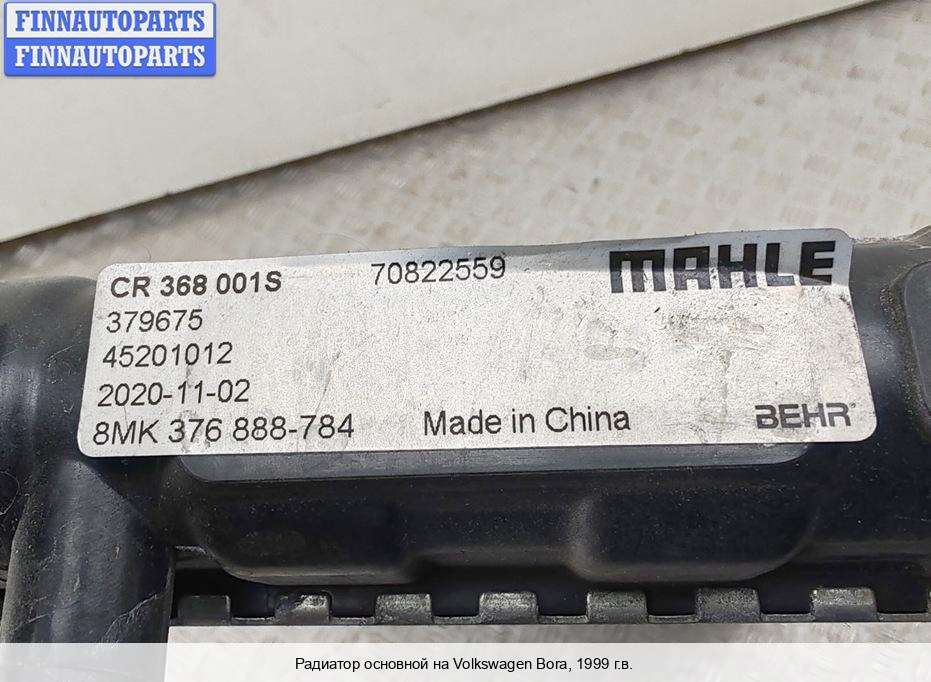 FINNAUTOPARTS
FINNAUTOPARTS
CR 368 001S 70822559 MAHLE
379675
45201012
2020-11-02
8MK 376 888-784 Made in China BEHR®
Радиатор основной на Volkswagen Bora, 1999 г.в.